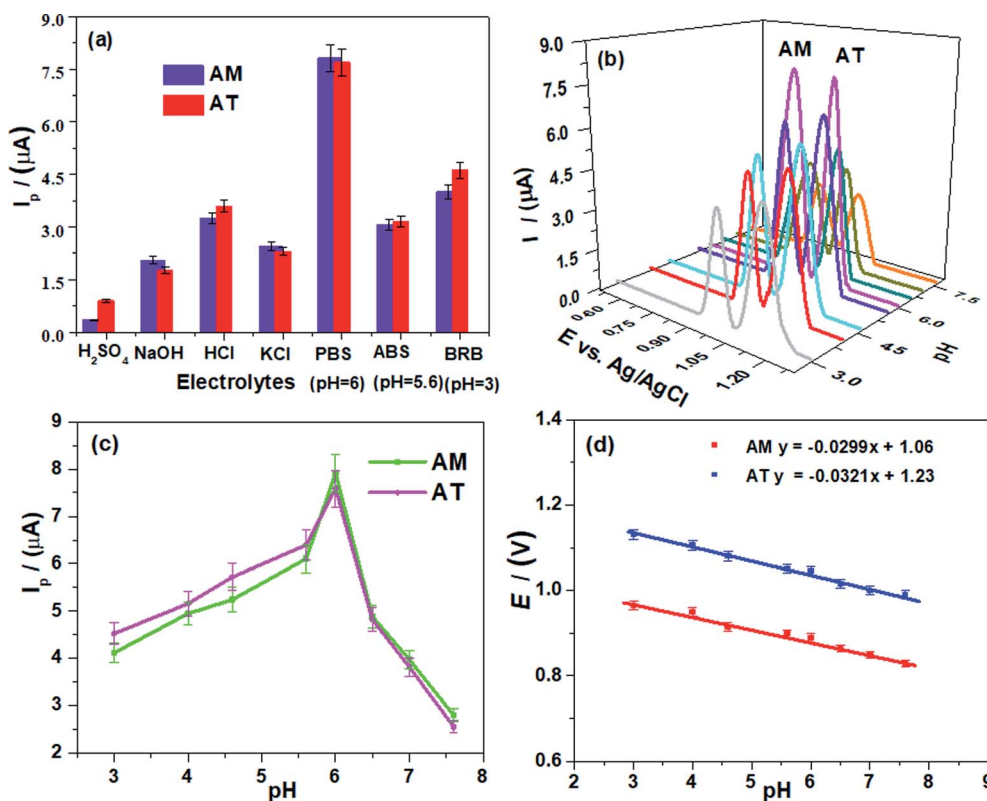 (a)
AM
AT
I_p / (μA)
9.0
7.5
6.0
4.5
3.0
1.5
0.0
H₂SO₄ NaOH HCl KCl PBS ABS BRB
Electrolytes (pH=6) (pH=5.6) (pH=3)
(b)
AM AT
I / (μA)
9.0
7.5
6.0
4.5
3.0
1.5
0.0
0.60
0.75
0.90
1.05
1.20
E vs. Ag/AgCl
3.0
4.5
6.0
7.5
pH
(c)
AM
AT
I_p / (μA)
9
8
7
6
5
4
3
2
3 4 5 6 7 8
pH
(d)
AM y = -0.0299x + 1.06
AT y = -0.0321x + 1.23
E / (V)
1.4
1.2
1.0
0.8
0.6
2 3 4 5 6 7 8 9
pH